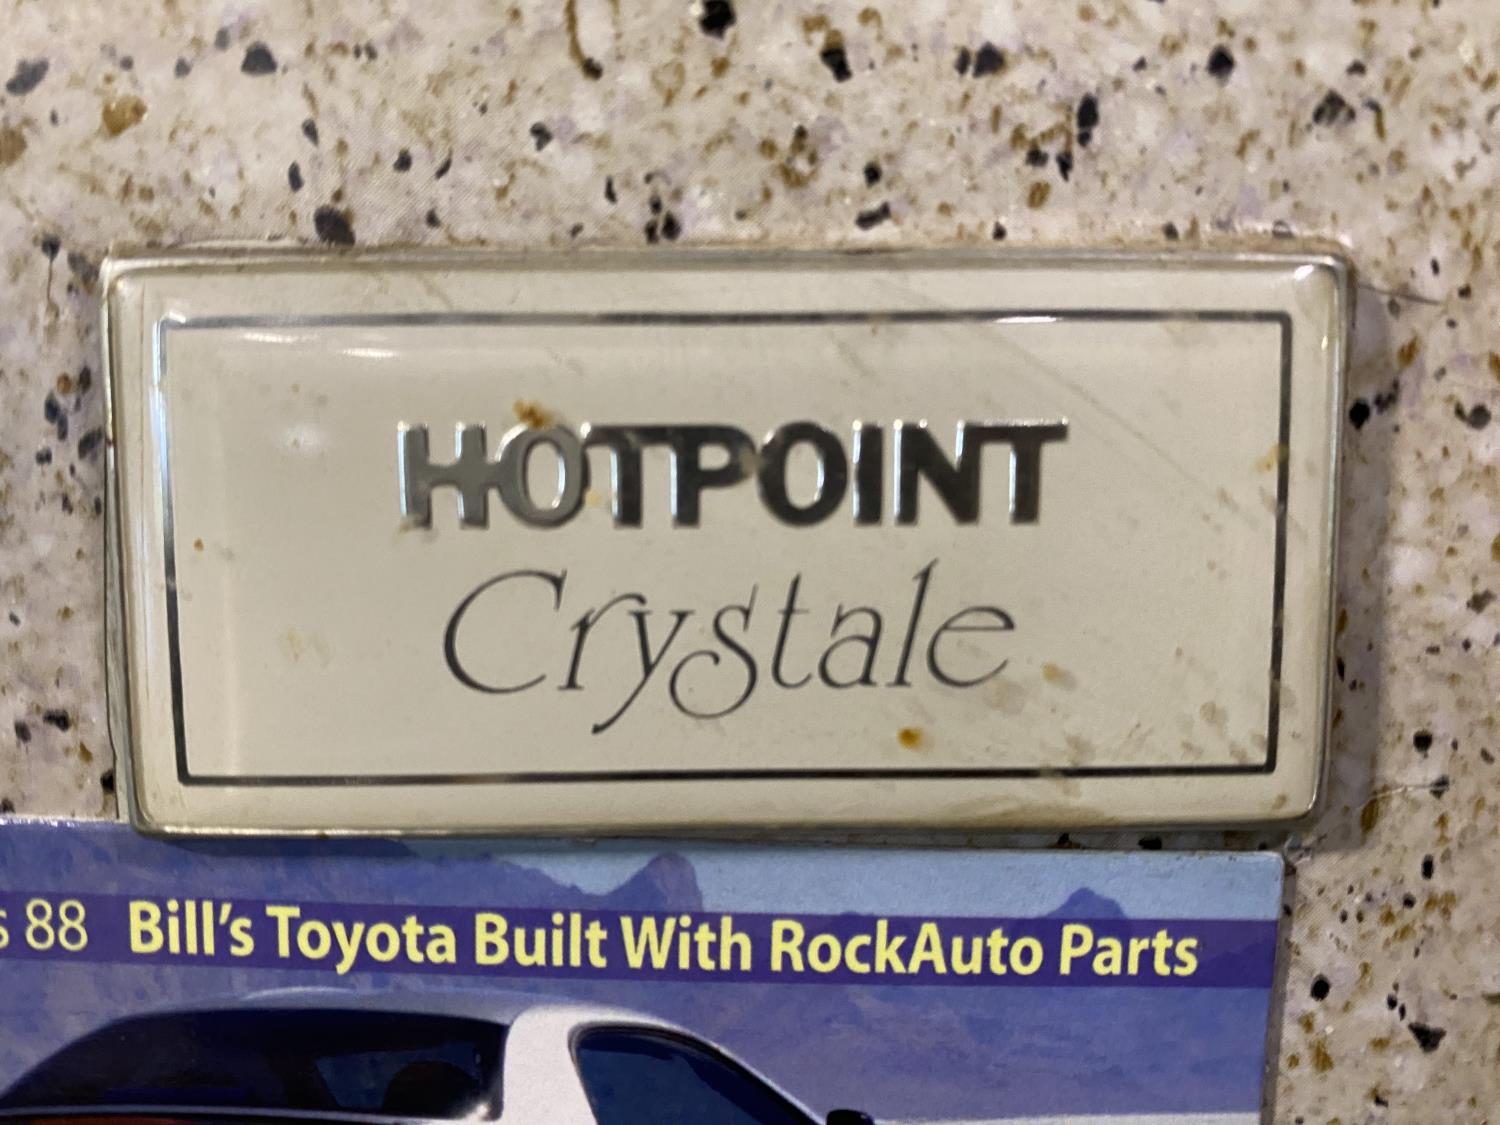 HOTPOINT
Crystale
88 Bill's Toyota Built With RockAuto Parts